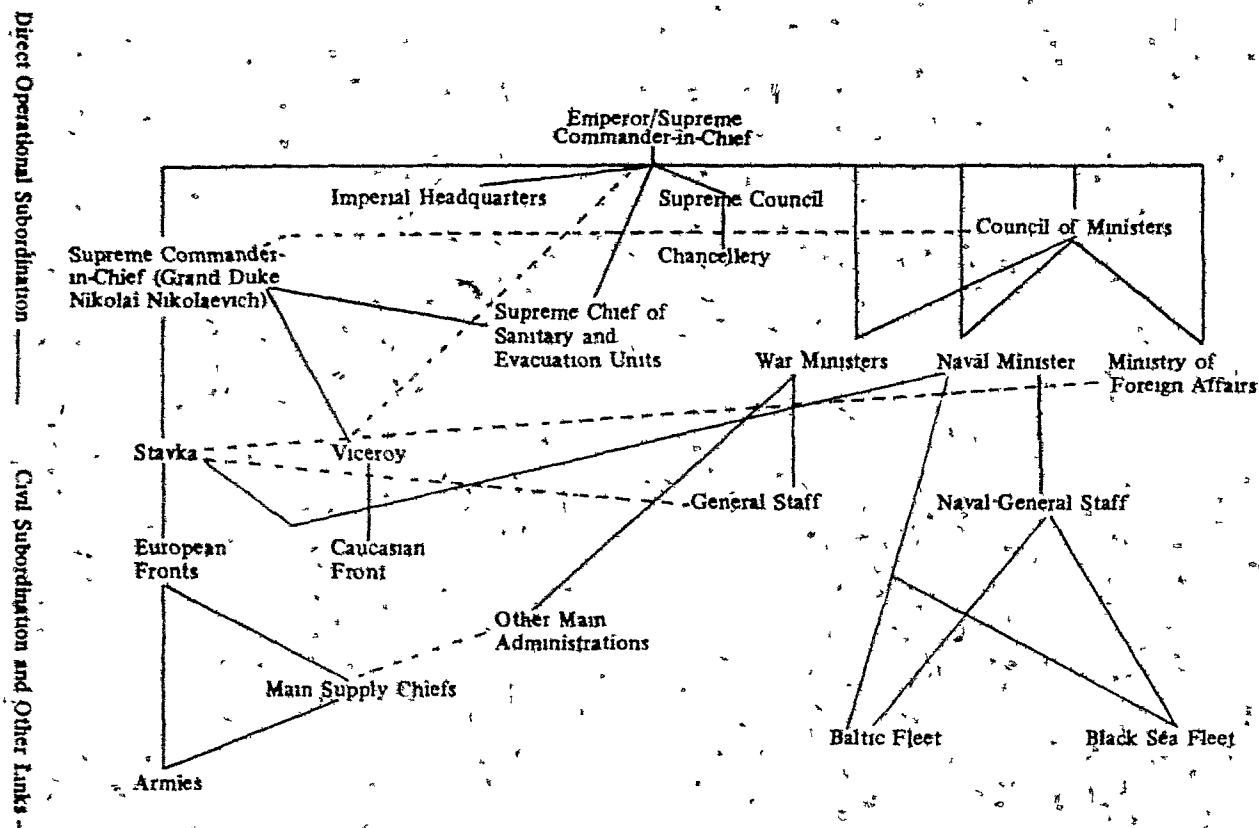 Direct Operational Subordination
Civil Subordination and Other Links
Emperor/Supreme
Commander-in-Chief
Imperial Headquarters
Supreme Council
Council of Ministers
Supreme Commander-
in-Chief (Grand Duke
Nikolai Nikolaevich)
Chancellery
Supreme Chief of
Sanitary and
Evacuation Units
War Ministers
Naval Minister
Ministry of
Foreign Affairs
Stavka
Viceroy
General Staff
Naval General Staff
European
Fronts
Caucasian
Front
Other Main
Administrations
Main Supply Chiefs
Baltic Fleet
Black Sea Fleet
Armies